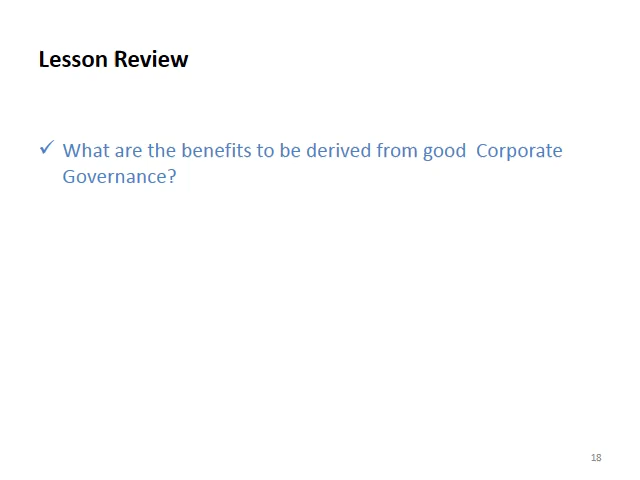 Lesson Review
✓ What are the benefits to be derived from good  Corporate
Governance?
18